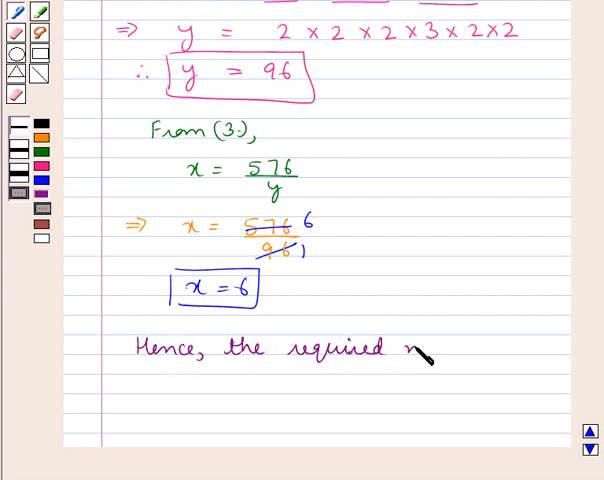 ⇒ y = 2 × 2 × 2 × 3 × 2 × 2
∴ y = 96
From (3),
x = 576/y
⇒ x = 576/96 6 1
x = 6
Hence, the required